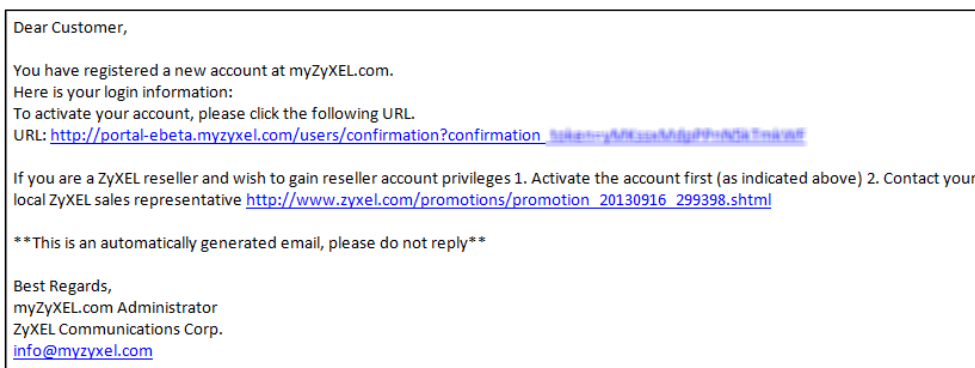 Dear Customer,
You have registered a new account at myZyXEL.com.
Here is your login information:
To activate your account, please click the following URL.
URL: http://portal-ebeta.myzyxel.com/users/confirmation?confirmation_
If you are a ZyXEL reseller and wish to gain reseller account privileges 1. Activate the account first (as indicated above) 2. Contact your
local ZyXEL sales representative http://www.zyxel.com/promotions/promotion_20130916_299398.shtml
**This is an automatically generated email, please do not reply**
Best Regards,
myZyXEL.com Administrator
ZyXEL Communications Corp.
info@myzyxel.com